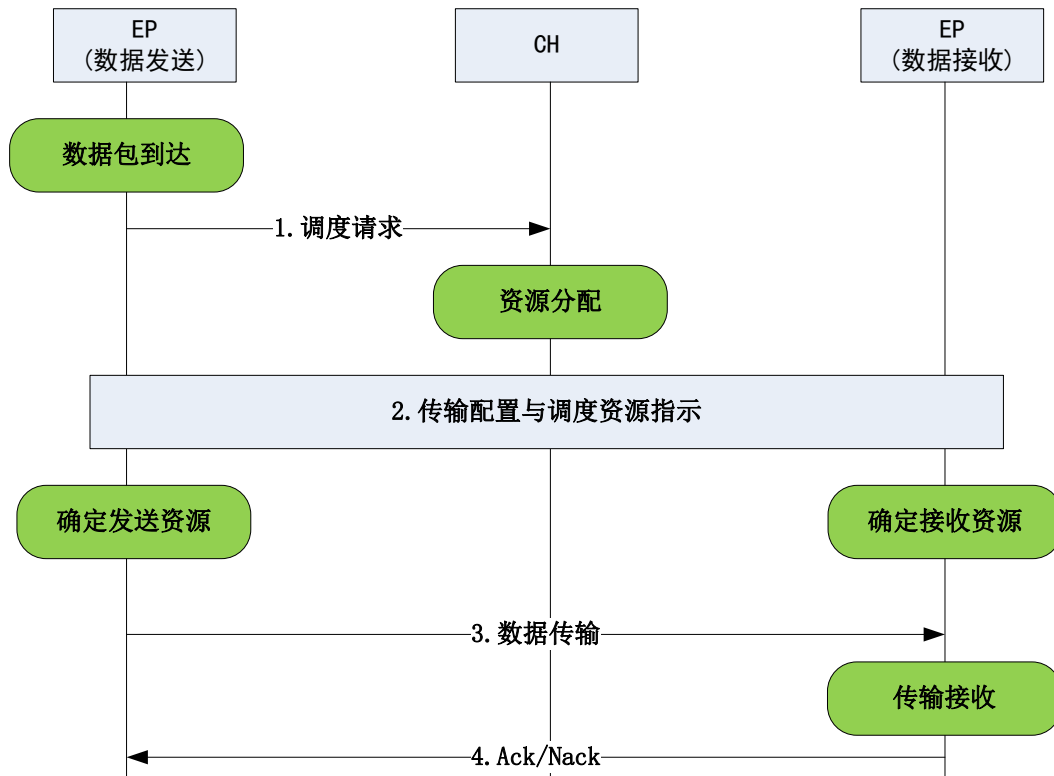 EP
(数据发送)
CH
EP
(数据接收)
数据包到达
1.调度请求
资源分配
2.传输配置与调度资源指示
确定发送资源
确定接收资源
3.数据传输
传输接收
4.Ack/Nack